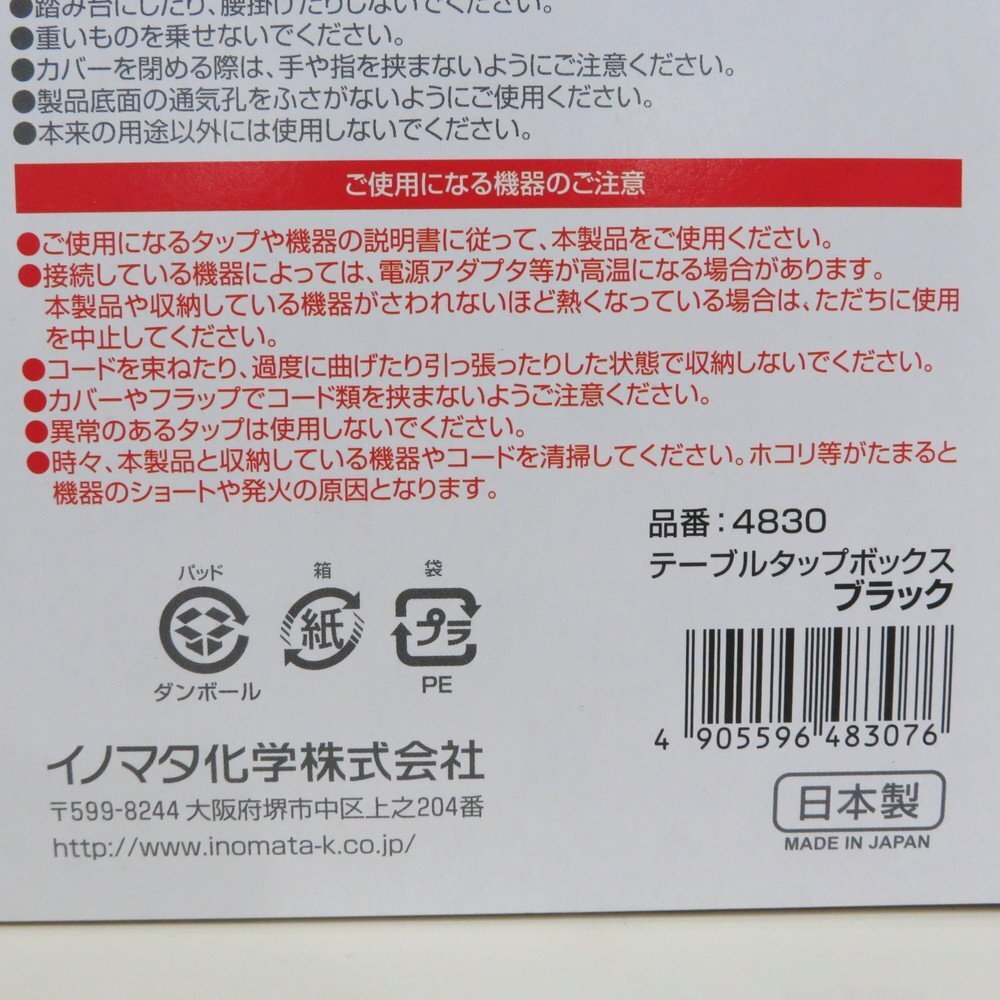 ●踏み台にしたり、腰掛けたりしないでください。
●重いものを乗せないでください。
●カバーを閉める際は、手や指を挟まないようにご注意ください。
●製品底面の通気孔をふさがないようにご使用ください。
●本来の用途以外には使用しないでください。
ご使用になる機器のご注意
●ご使用になるタップや機器の説明書に従って、本製品をご使用ください。
●接続している機器によっては、電源アダプタ等が高温になる場合があります。
本製品や収納している機器がさわれないほど熱くなっている場合は、ただちに使用
を中止してください。
●コードを束ねたり、過度に曲げたり引っ張ったりした状態で収納しないでください。
●カバーやフラップでコード類を挟まないようご注意ください。
●異常のあるタップは使用しないでください。
●時々、本製品と収納している機器やコードを清掃してください。ホコリ等がたまると
機器のショートや発火の原因となります。
品番：4830
テーブルタップボックス
ブラック
パッド
ダンボール
箱
紙
袋
プラ
PE
4 905596 483076
イノマタ化学株式会社
〒599-8244 大阪府堺市中区上之204番
http://www.inomata-k.co.jp/
日本製
MADE IN JAPAN